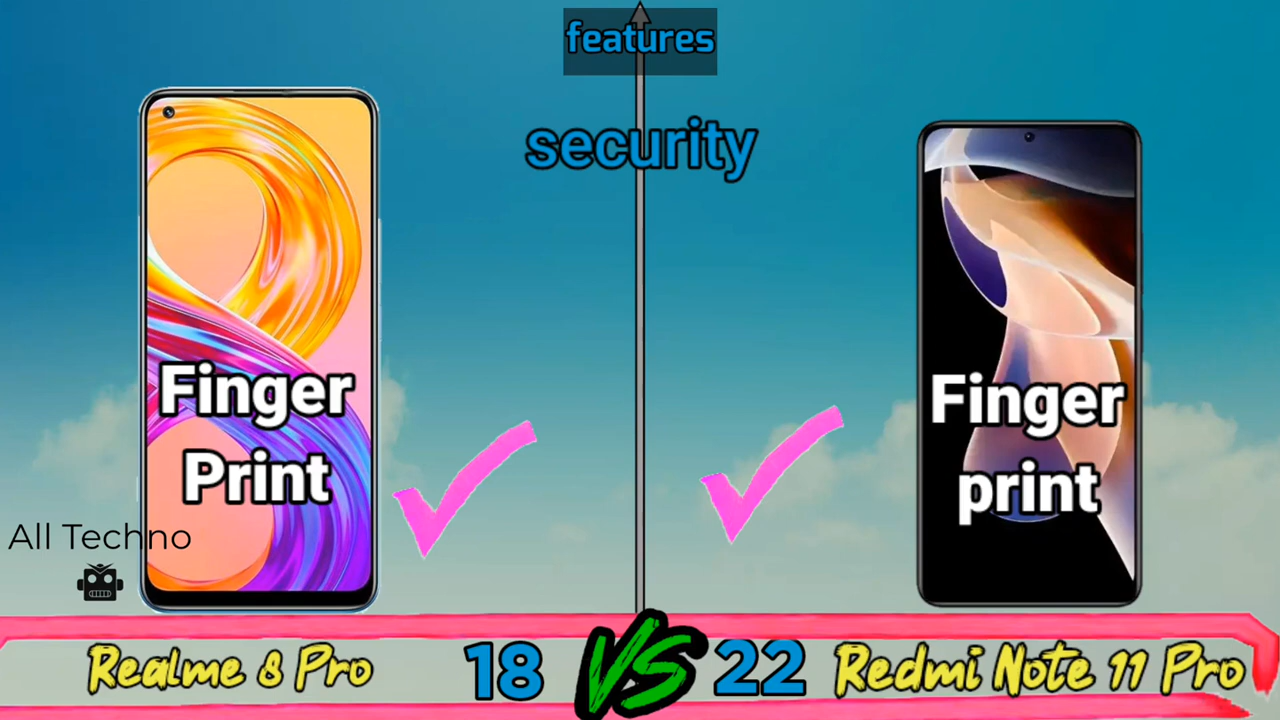 features
security
Finger
Print
Finger
print
All Techno
Realme 8 Pro
18
VS
22
Redmi Note 11 Pro